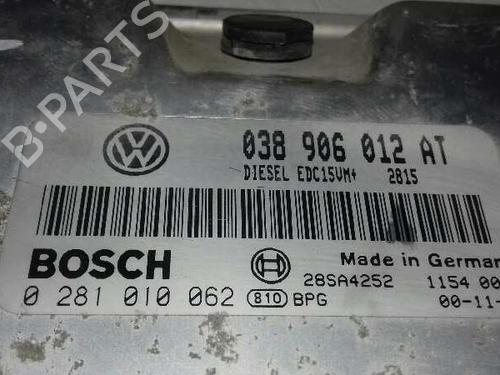 038 906 012 AT
DIESEL EDC15VM+ 2815
BOSCH
Made in German
28SA4252 1154 00
0 281 010 062 810 BPG 00-11-
B-PARTS